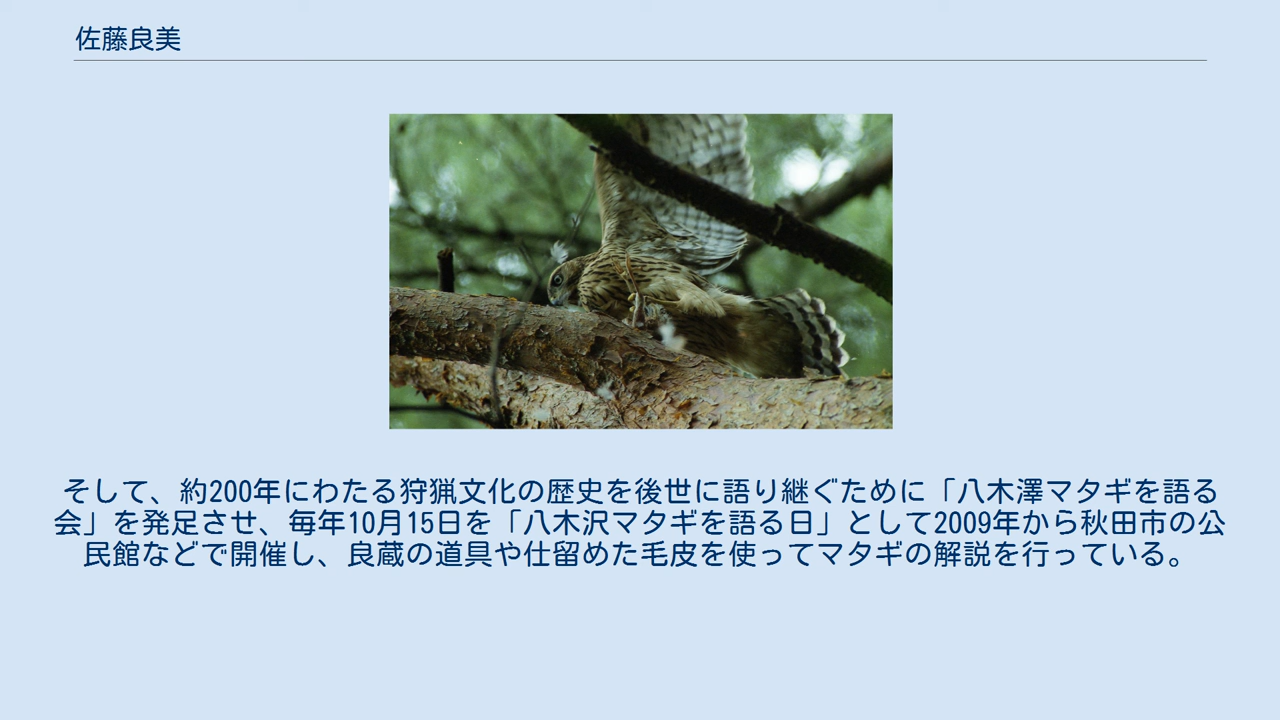 佐藤良美
そして、約200年にわたる狩猟文化の歴史を後世に語り継ぐために「八木澤マタギを語る
会」を発足させ、毎年10月15日を「八木沢マタギを語る日」として2009年から秋田市の公
民館などで開催し、良蔵の道具や仕留めた毛皮を使ってマタギの解説を行っている。